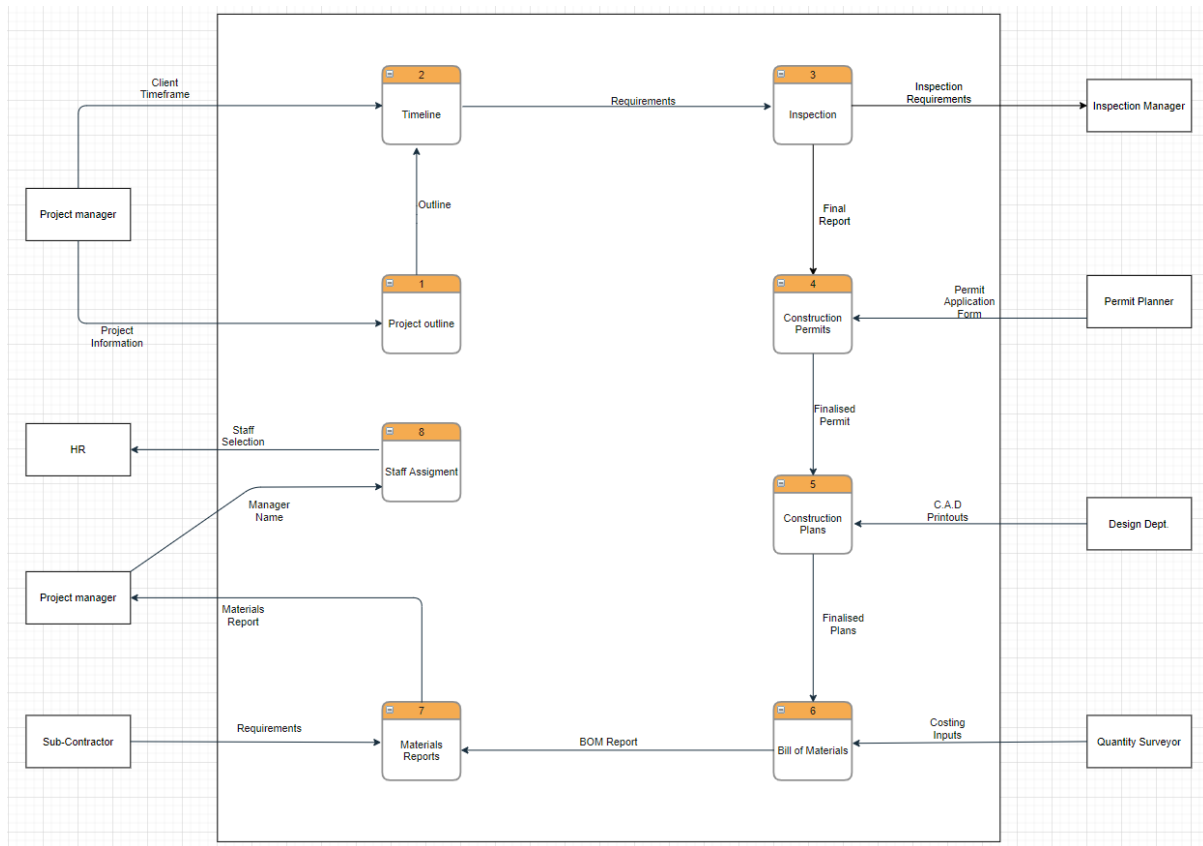 2
Timeline
3
Inspection
Client
Timeframe
Requirements
Inspection
Requirements
Inspection Manager
Project manager
Outline
Final
Report
1
Project outline
Project
Information
4
Construction
Permits
Permit
Application
Form
Permit Planner
HR
Staff
Selection
8
Staff Assigment
Manager
Name
Finalised
Permit
5
Construction
Plans
C.A.D
Printouts
Design Dept.
Project manager
Materials
Report
Finalised
Plans
Sub-Contractor
Requirements
7
Materials
Reports
BOM Report
6
Bill of Materials
Costing
Inputs
Quantity Surveyor